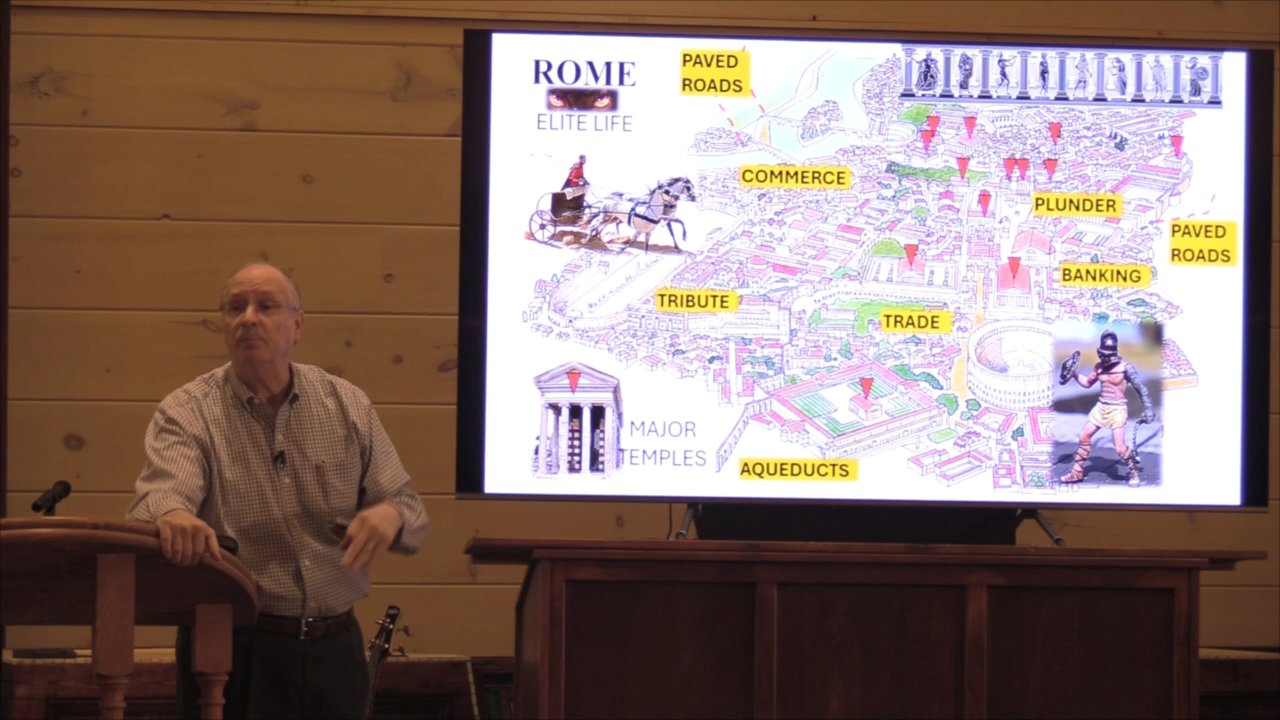 ROME
ELITE LIFE
PAVED
ROADS
COMMERCE
PLUNDER
PAVED
ROADS
BANKING
TRIBUTE
TRADE
MAJOR
TEMPLES
AQUEDUCTS